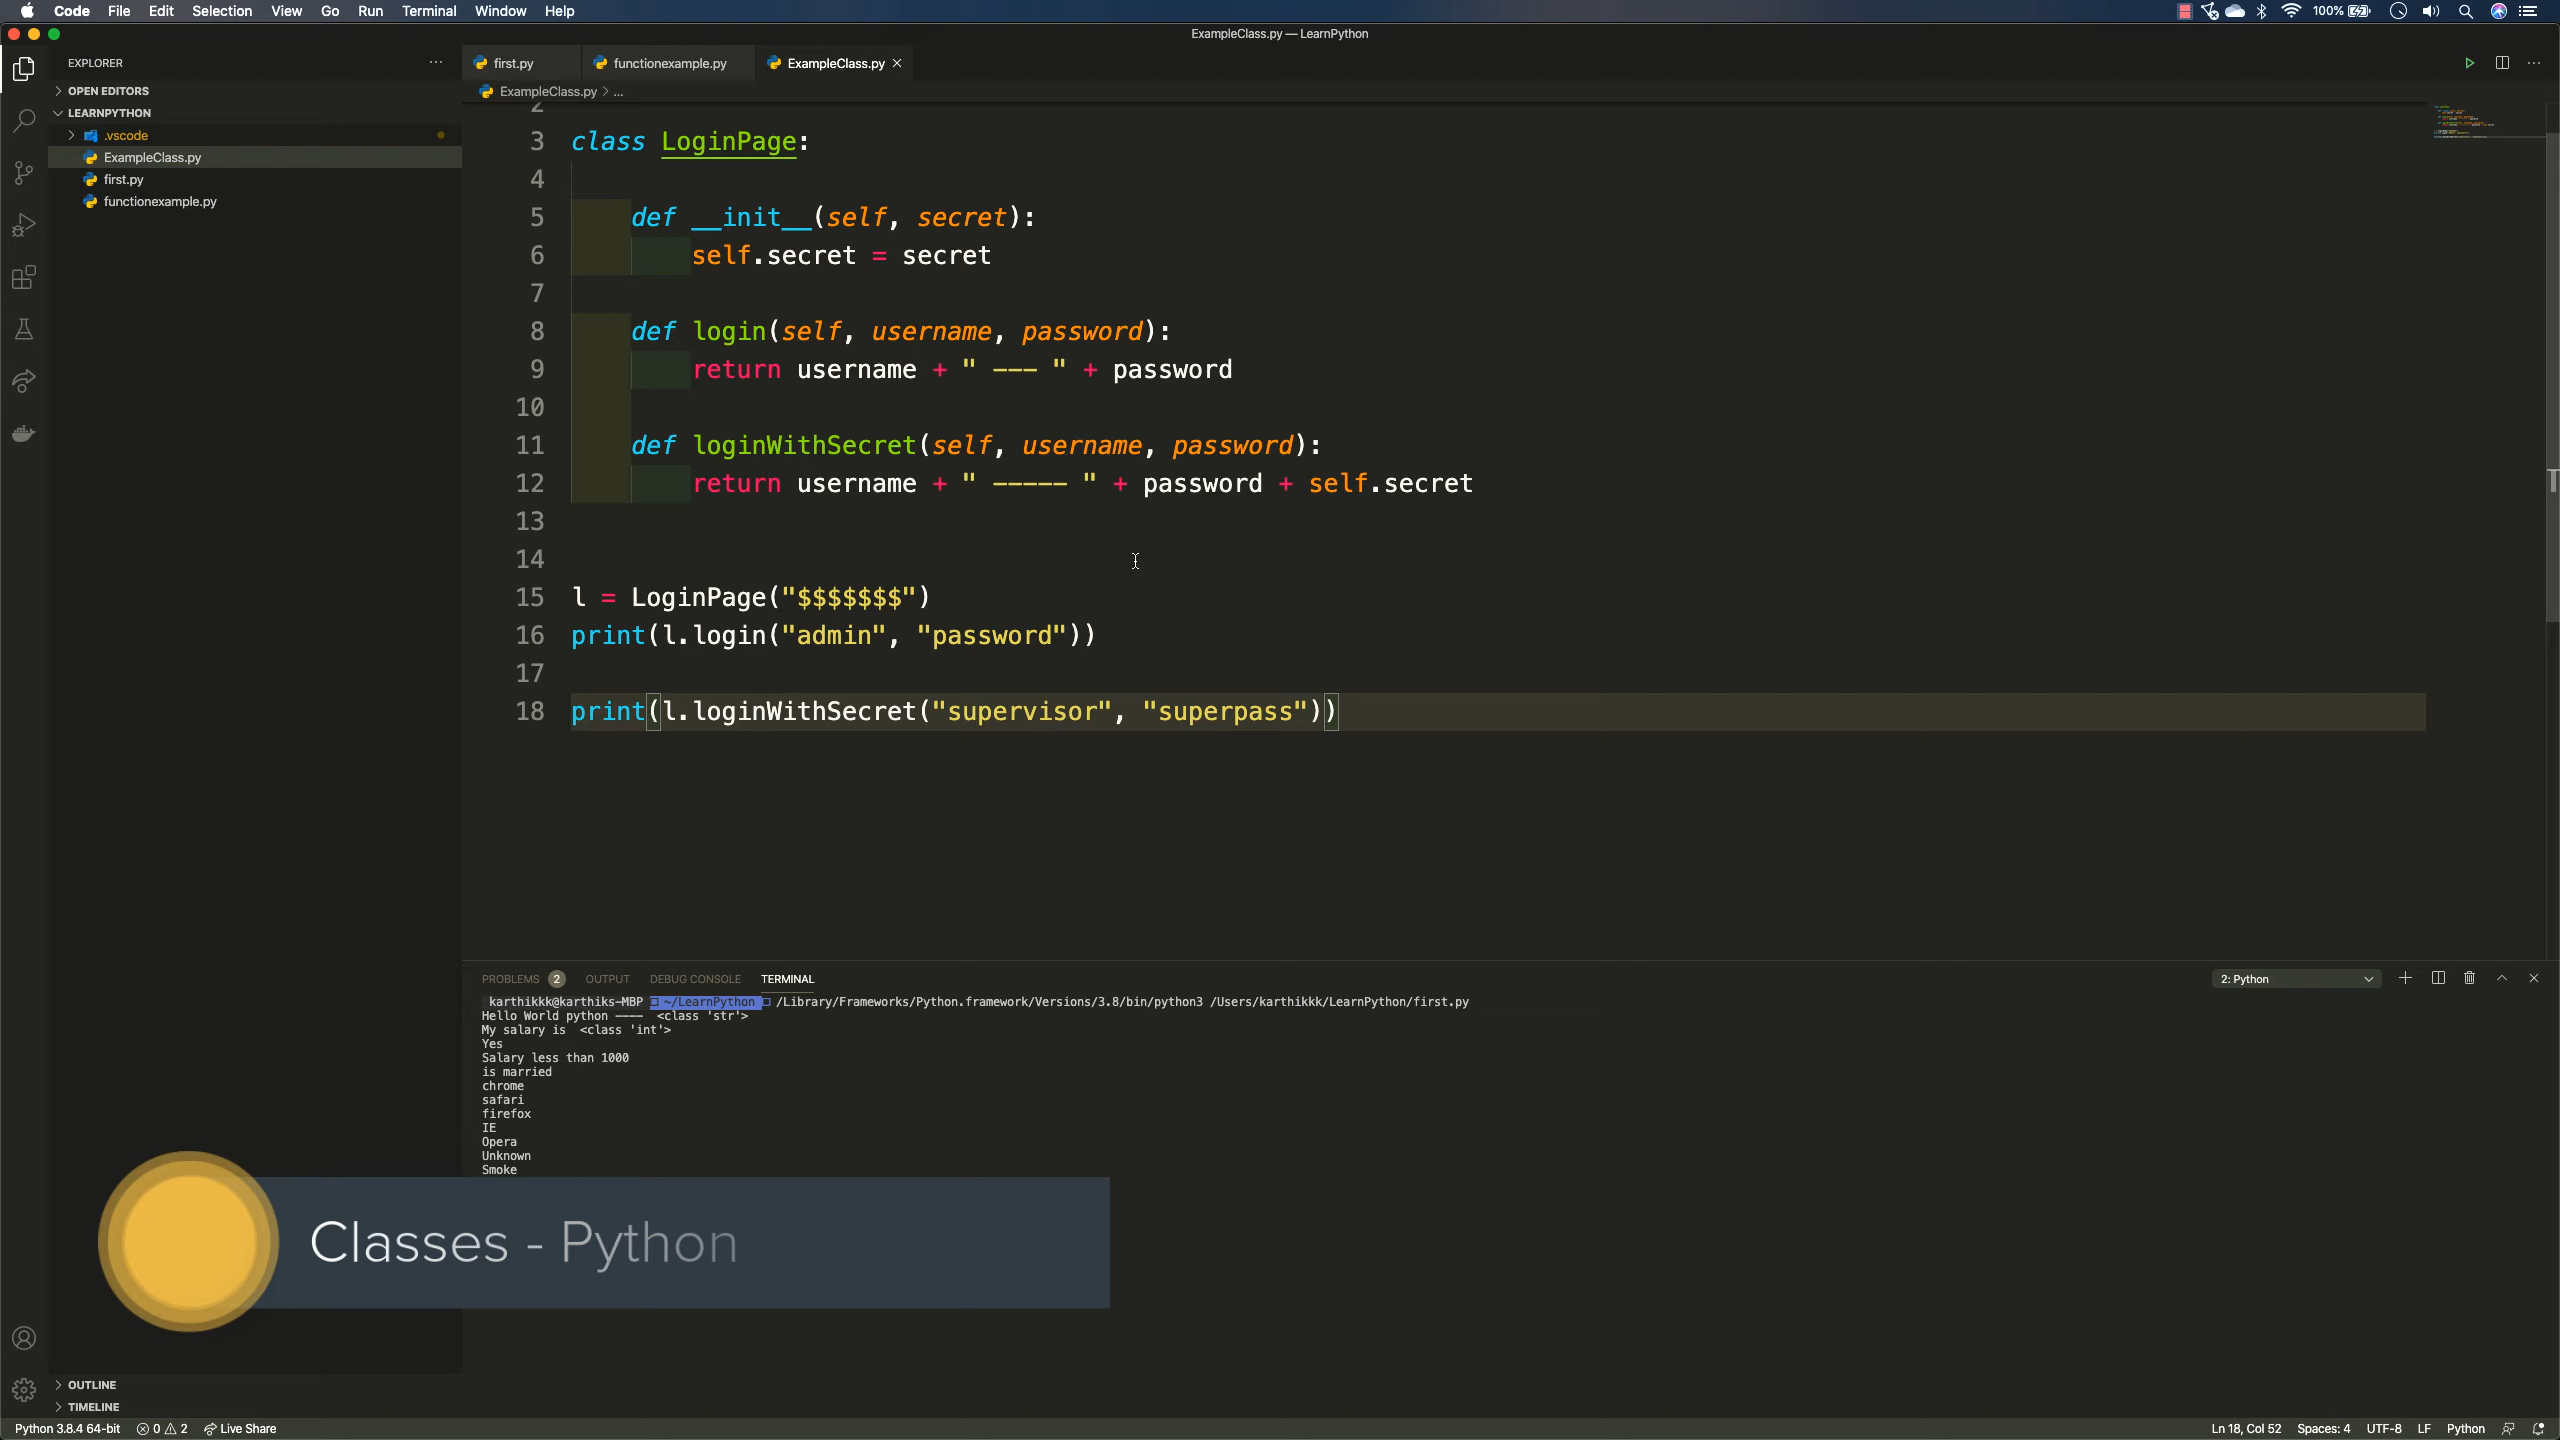 Code File Edit Selection View Go Run Terminal Window Help
100%
ExampleClass.py — LearnPython
EXPLORER
OPEN EDITORS
LEARNPYTHON
.vscode
ExampleClass.py
first.py
functionexample.py
OUTLINE
TIMELINE
first.py functionexample.py ExampleClass.py
ExampleClass.py > ...
2
3 class LoginPage:
4
5 def __init__(self, secret):
6 self.secret = secret
7
8 def login(self, username, password):
9 return username + " --- " + password
10
11 def loginWithSecret(self, username, password):
12 return username + " ----- " + password + self.secret
13
14
15 l = LoginPage("$$$$$$$")
16 print(l.login("admin", "password"))
17
18 print(l.loginWithSecret("supervisor", "superpass"))
PROBLEMS 2 OUTPUT DEBUG CONSOLE TERMINAL
2: Python
karthikkk@karthiks-MBP ~/LearnPython /Library/Frameworks/Python.framework/Versions/3.8/bin/python3 /Users/karthikkk/LearnPython/first.py
Hello World python ---- <class 'str'>
My salary is <class 'int'>
Yes
Salary less than 1000
is married
chrome
safari
firefox
IE
Opera
Unknown
Smoke
Classes - Python
Python 3.8.4 64-bit 0 2 Live Share
Ln 18, Col 52 Spaces: 4 UTF-8 LF Python